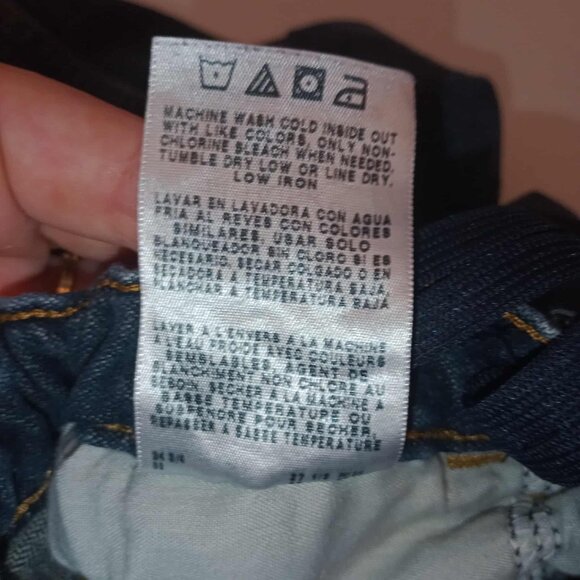 MACHINE WASH COLD INSIDE OUT
WITH LIKE COLORS, ONLY NON-
CHLORINE BLEACH WHEN NEEDED,
TUMBLE DRY LOW OR LINE DRY,
LOW IRON
LAVAR EN LAVADORA CON AGUA
FRIA AL REVES CON COLORES
SIMILARES, USAR SOLO
BLANQUEADOR SIN CLORO SI ES
NECESARIO, SECAR COLGADO O EN
SECADORA A TEMPERATURA BAJA,
PLANCHAR A TEMPERATURA BAJA
LAVER A L'ENVERS A LA MACHINE
A L'EAU FROIDE AVEC COULEURS
SEMBLABLES, AGENT DE
BLANCHIMENT NON CHLORE AU
BESOIN SECHER A LA MACHINE A
BASSE TEMPERATURE OU
SUSPENDRE POUR SECHER,
REPASSER A BASSE TEMPERATURE